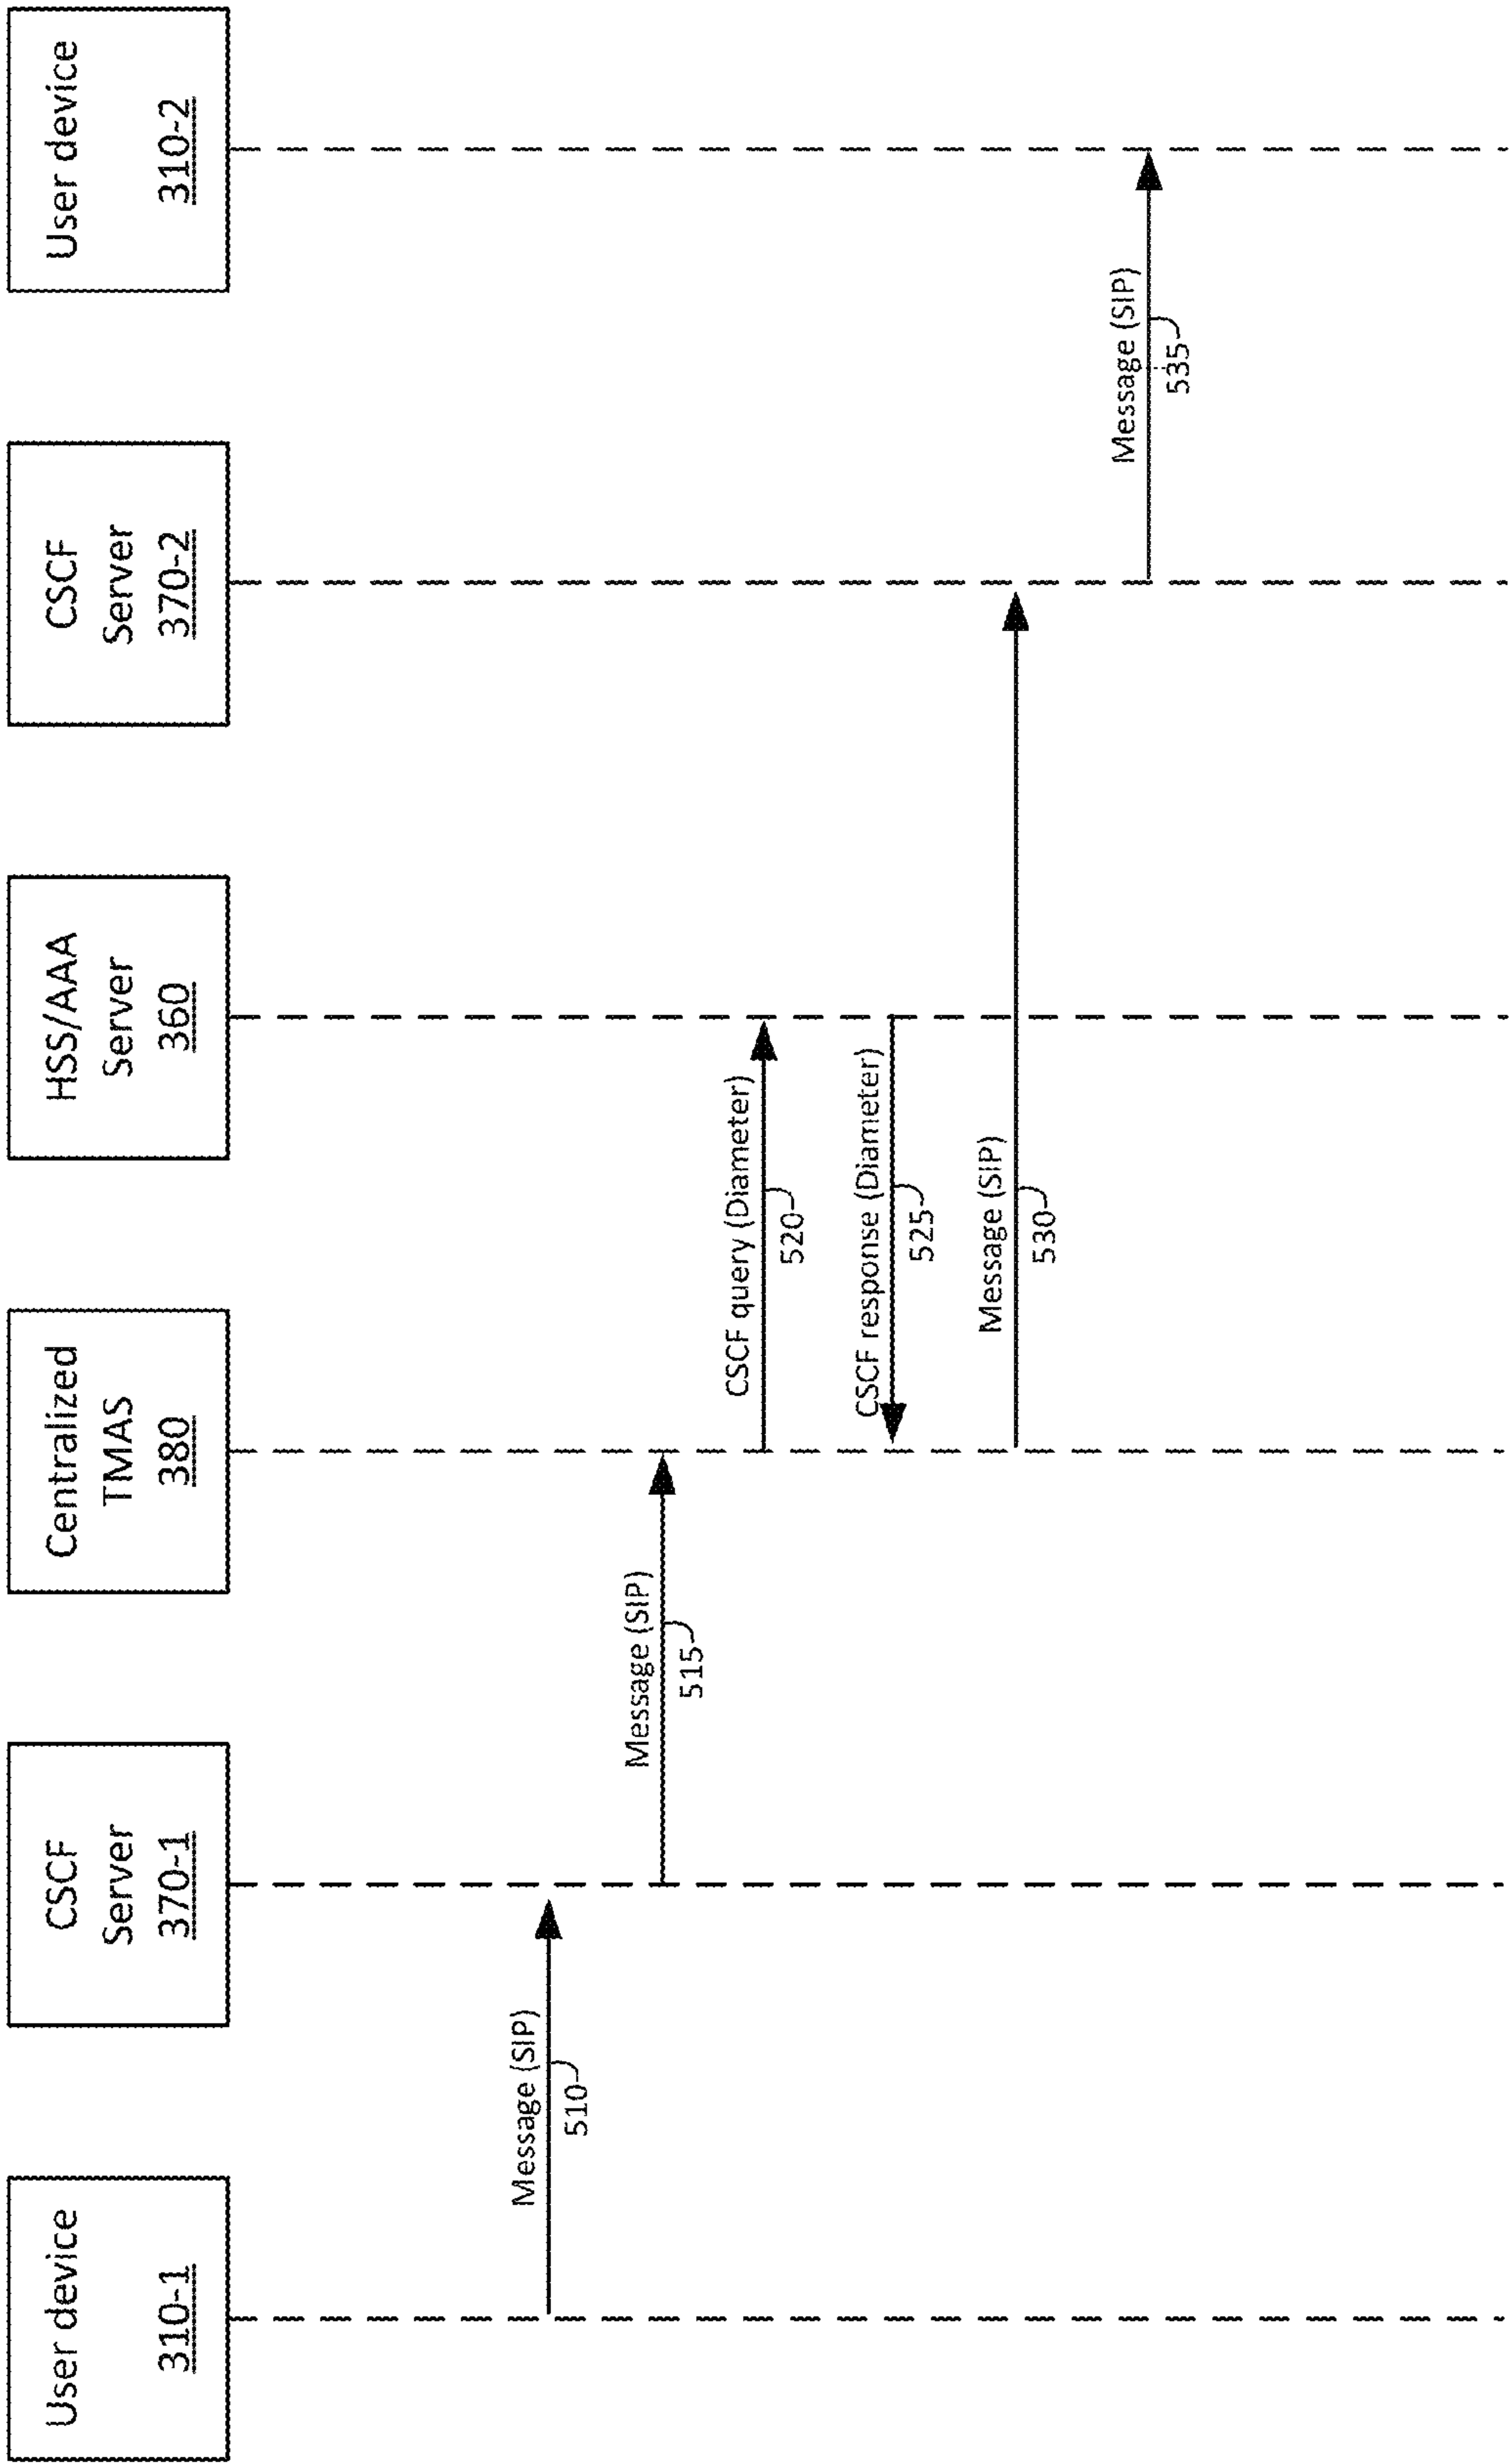 User device
310-1
CSCF
Server
370-1
Centralized
TMAS
380
HSS/AAA
Server
360
CSCF
Server
370-2
User device
310-2
Message (SIP)
510
Message (SIP)
515
CSCF query (Diameter)
520
CSCF response (Diameter)
525
Message (SIP)
530
Message (SIP)
535